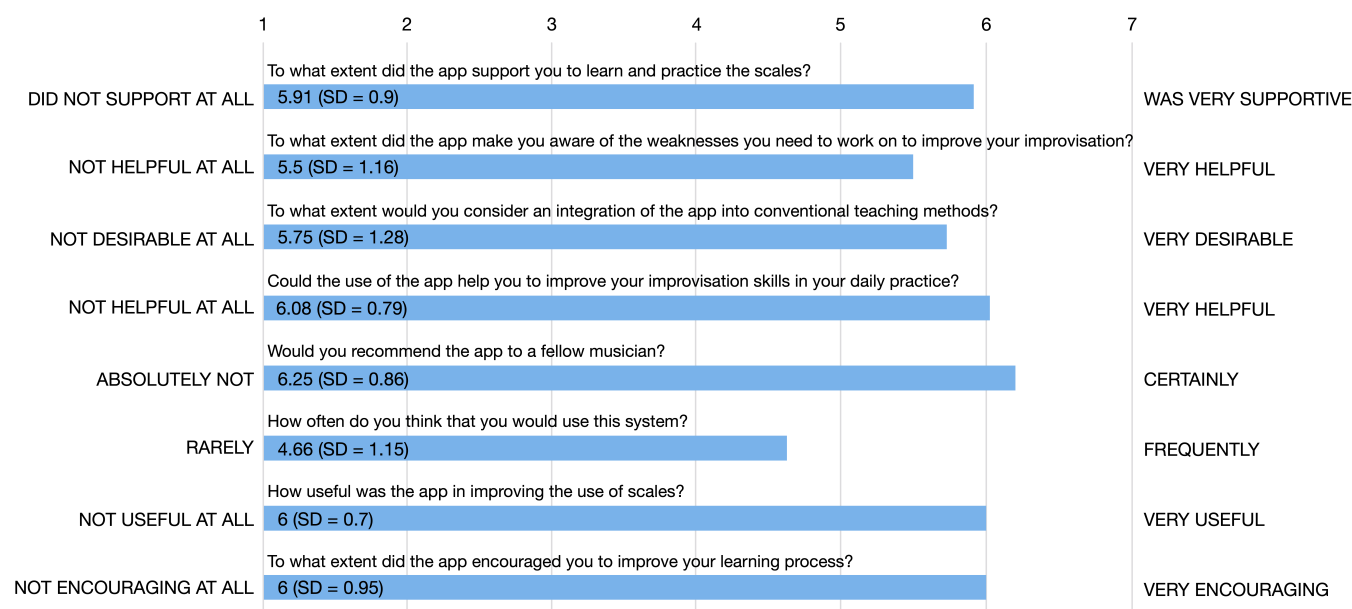 1 2 3 4 5 6 7
To what extent did the app support you to learn and practice the scales?
DID NOT SUPPORT AT ALL 5.91 (SD = 0.9) WAS VERY SUPPORTIVE
To what extent did the app make you aware of the weaknesses you need to work on to improve your improvisation?
NOT HELPFUL AT ALL 5.5 (SD = 1.16) VERY HELPFUL
To what extent would you consider an integration of the app into conventional teaching methods?
NOT DESIRABLE AT ALL 5.75 (SD = 1.28) VERY DESIRABLE
Could the use of the app help you to improve your improvisation skills in your daily practice?
NOT HELPFUL AT ALL 6.08 (SD = 0.79) VERY HELPFUL
Would you recommend the app to a fellow musician?
ABSOLUTELY NOT 6.25 (SD = 0.86) CERTAINLY
How often do you think that you would use this system?
RARELY 4.66 (SD = 1.15) FREQUENTLY
How useful was the app in improving the use of scales?
NOT USEFUL AT ALL 6 (SD = 0.7) VERY USEFUL
To what extent did the app encouraged you to improve your learning process?
NOT ENCOURAGING AT ALL 6 (SD = 0.95) VERY ENCOURAGING